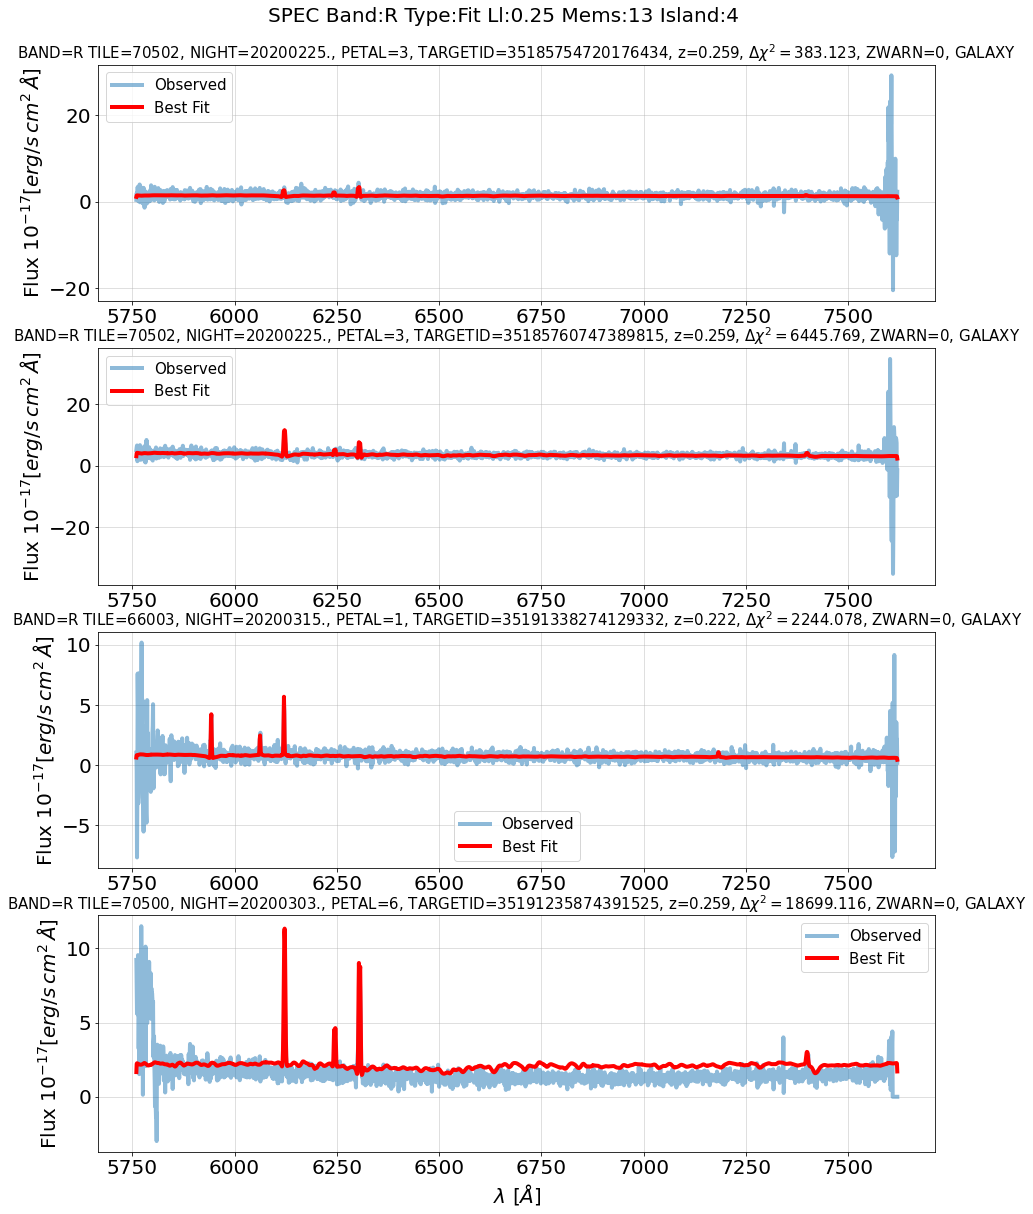 SPEC Band:R Type:Fit Ll:0.25 Mems:13 Island:4
BAND=R TILE=70502, NIGHT=20200225., PETAL=3, TARGETID=35185754720176434, z=0.259, Δχ² = 383.123, ZWARN=0, GALAXY
Flux 10⁻¹⁷[erg/s cm² Å]
20
0
−20
Observed
Best Fit
5750 6000 6250 6500 6750 7000 7250 7500
BAND=R TILE=70502, NIGHT=20200225., PETAL=3, TARGETID=35185760747389815, z=0.259, Δχ² = 6445.769, ZWARN=0, GALAXY
Flux 10⁻¹⁷[erg/s cm² Å]
20
0
−20
Observed
Best Fit
5750 6000 6250 6500 6750 7000 7250 7500
BAND=R TILE=66003, NIGHT=20200315., PETAL=1, TARGETID=35191338274129332, z=0.222, Δχ² = 2244.078, ZWARN=0, GALAXY
Flux 10⁻¹⁷[erg/s cm² Å]
10
5
0
−5
Observed
Best Fit
5750 6000 6250 6500 6750 7000 7250 7500
BAND=R TILE=70500, NIGHT=20200303., PETAL=6, TARGETID=35191235874391525, z=0.259, Δχ² = 18699.116, ZWARN=0, GALAXY
Flux 10⁻¹⁷[erg/s cm² Å]
10
5
0
Observed
Best Fit
5750 6000 6250 6500 6750 7000 7250 7500
λ [Å]